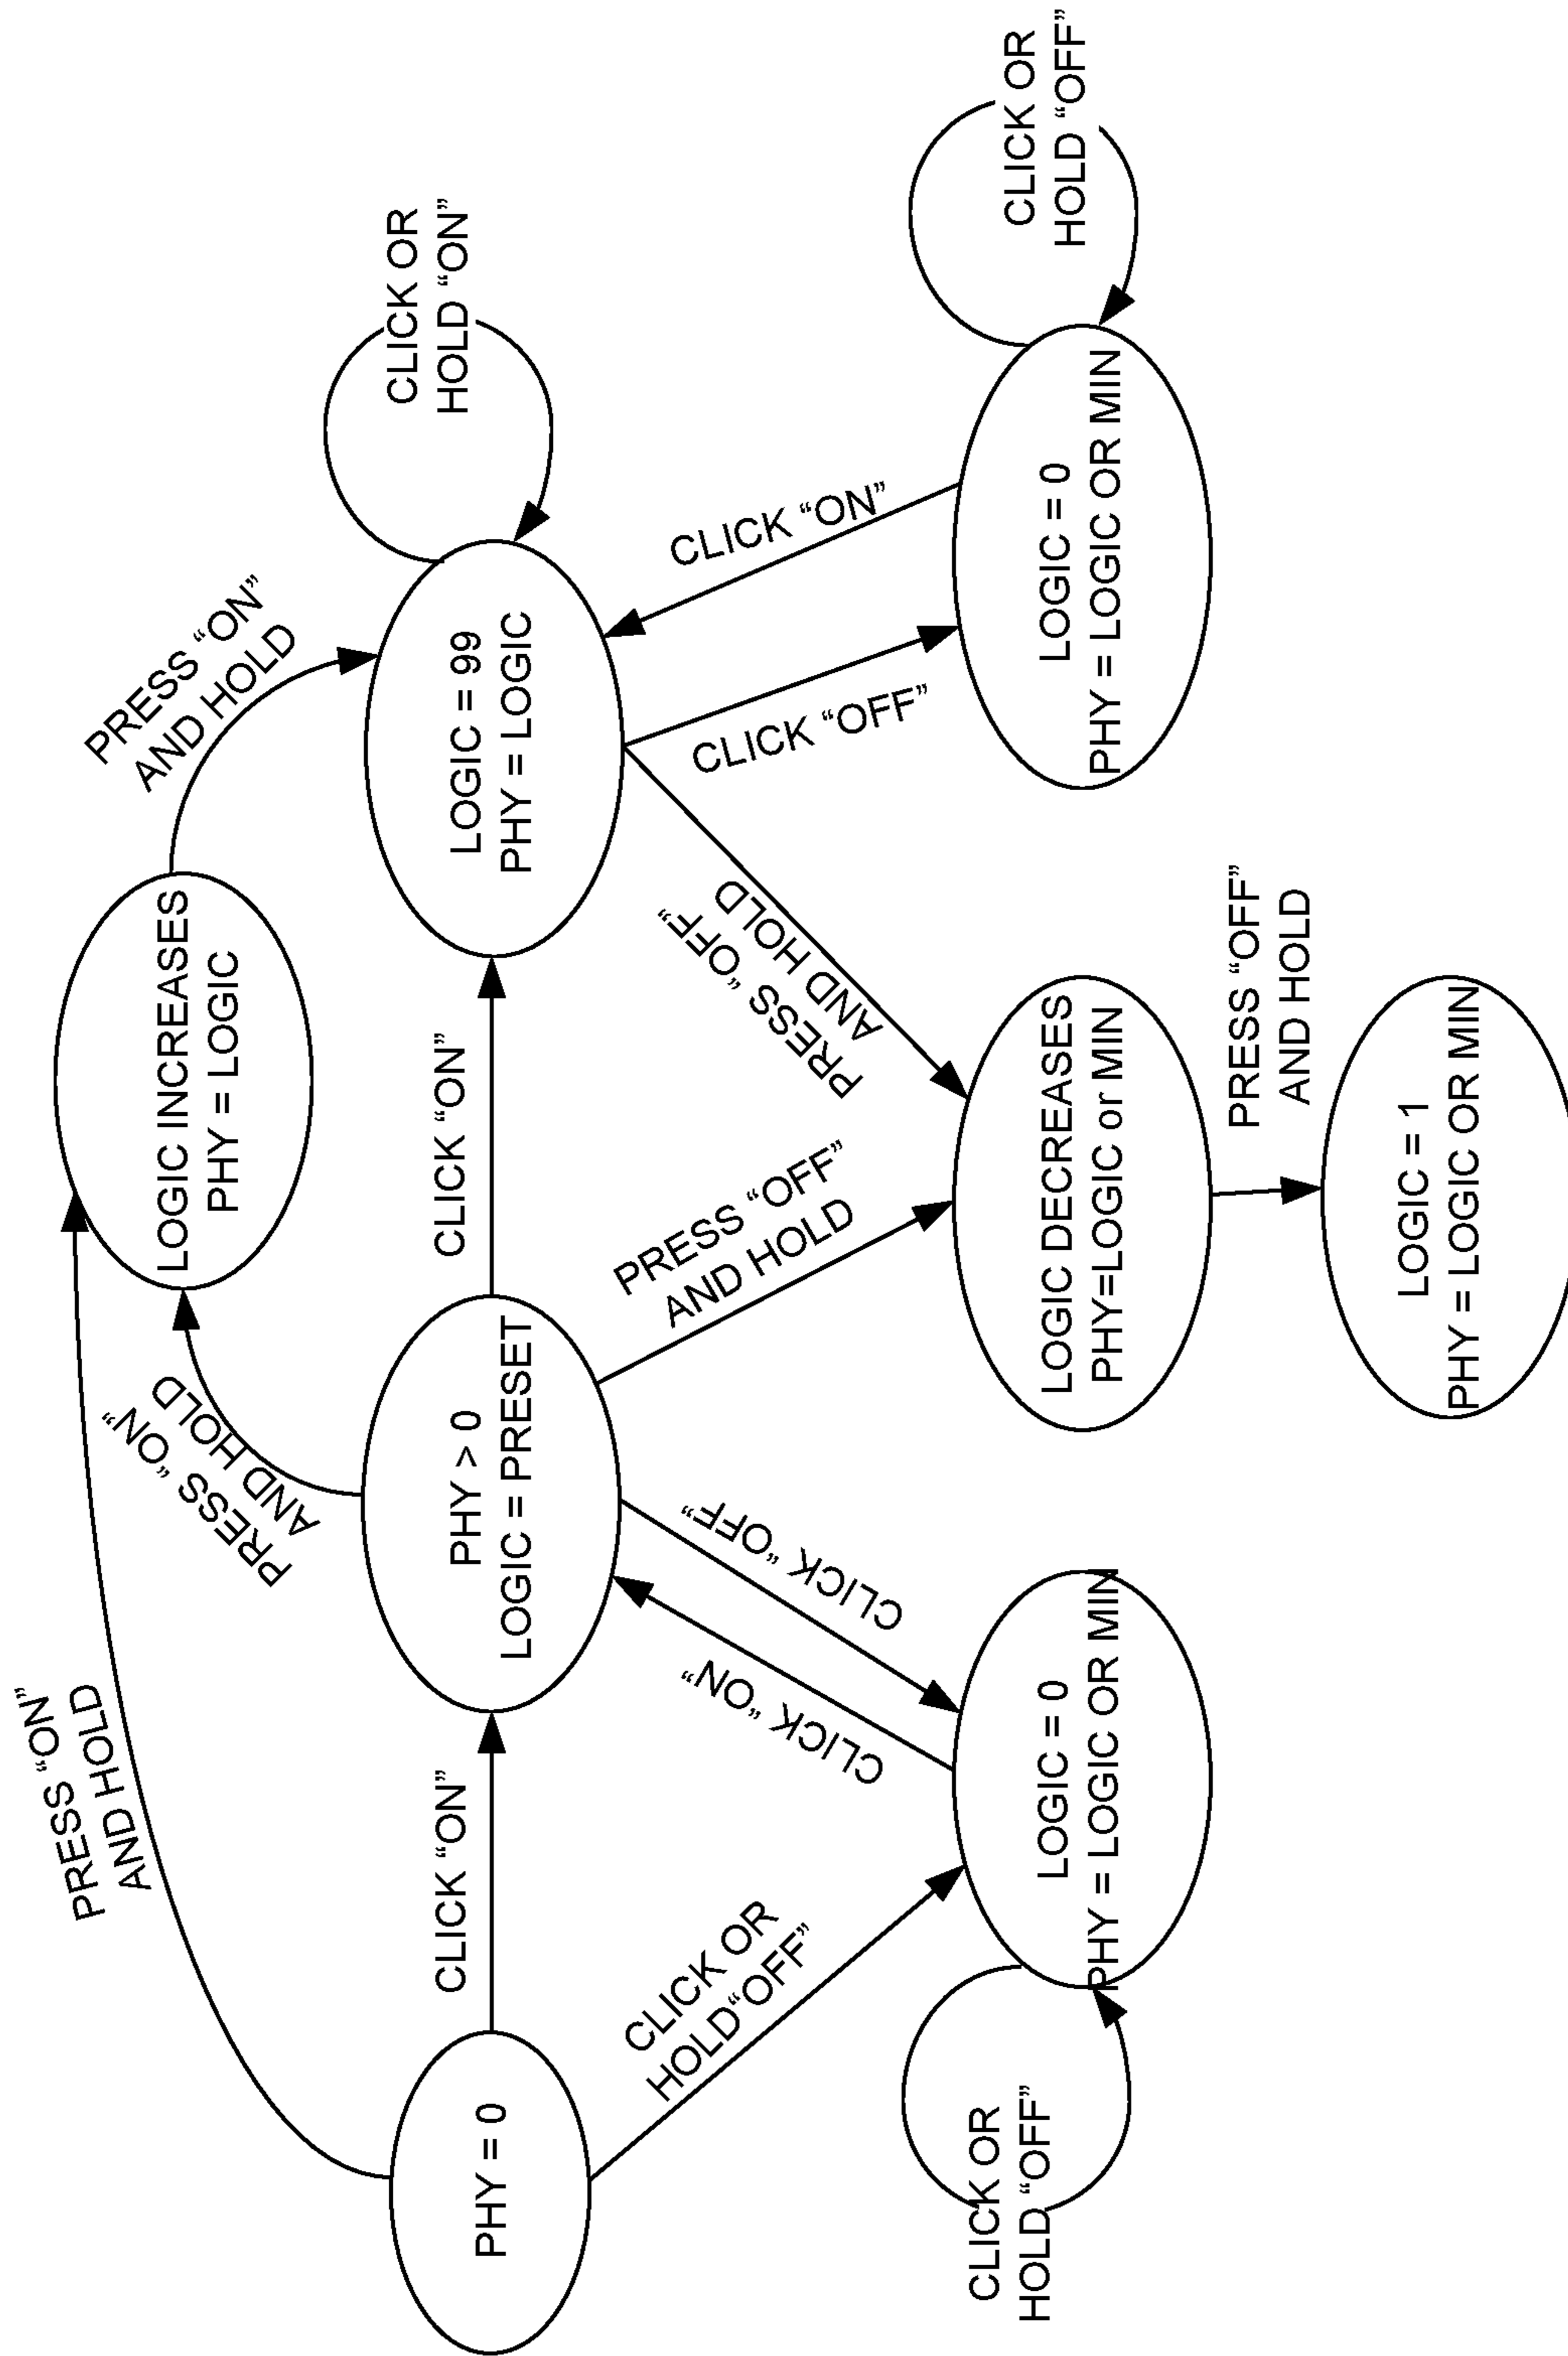 PRESS “ON”
AND HOLD
PRESS “ON”
AND HOLD
LOGIC INCREASES
PHY = LOGIC
PRESS “ON”
AND HOLD
PHY = 0
CLICK “ON”
PHY > 0
LOGIC = PRESET
CLICK “ON”
LOGIC = 99
PHY = LOGIC
CLICK OR
HOLD “ON”
CLICK OR
HOLD“OFF”
CLICK “ON”
CLICK “OFF”
PRESS “OFF”
AND HOLD
PRESS “OFF
AND HOLD
CLICK “OFF”
CLICK “ON”
CLICK OR
HOLD “OFF”
LOGIC = 0
PHY = LOGIC OR MIN
LOGIC DECREASES
PHY=LOGIC or MIN
LOGIC = 0
PHY = LOGIC OR MIN
CLICK OR
HOLD “OFF”
PRESS “OFF”
AND HOLD
LOGIC = 1
PHY = LOGIC OR MIN